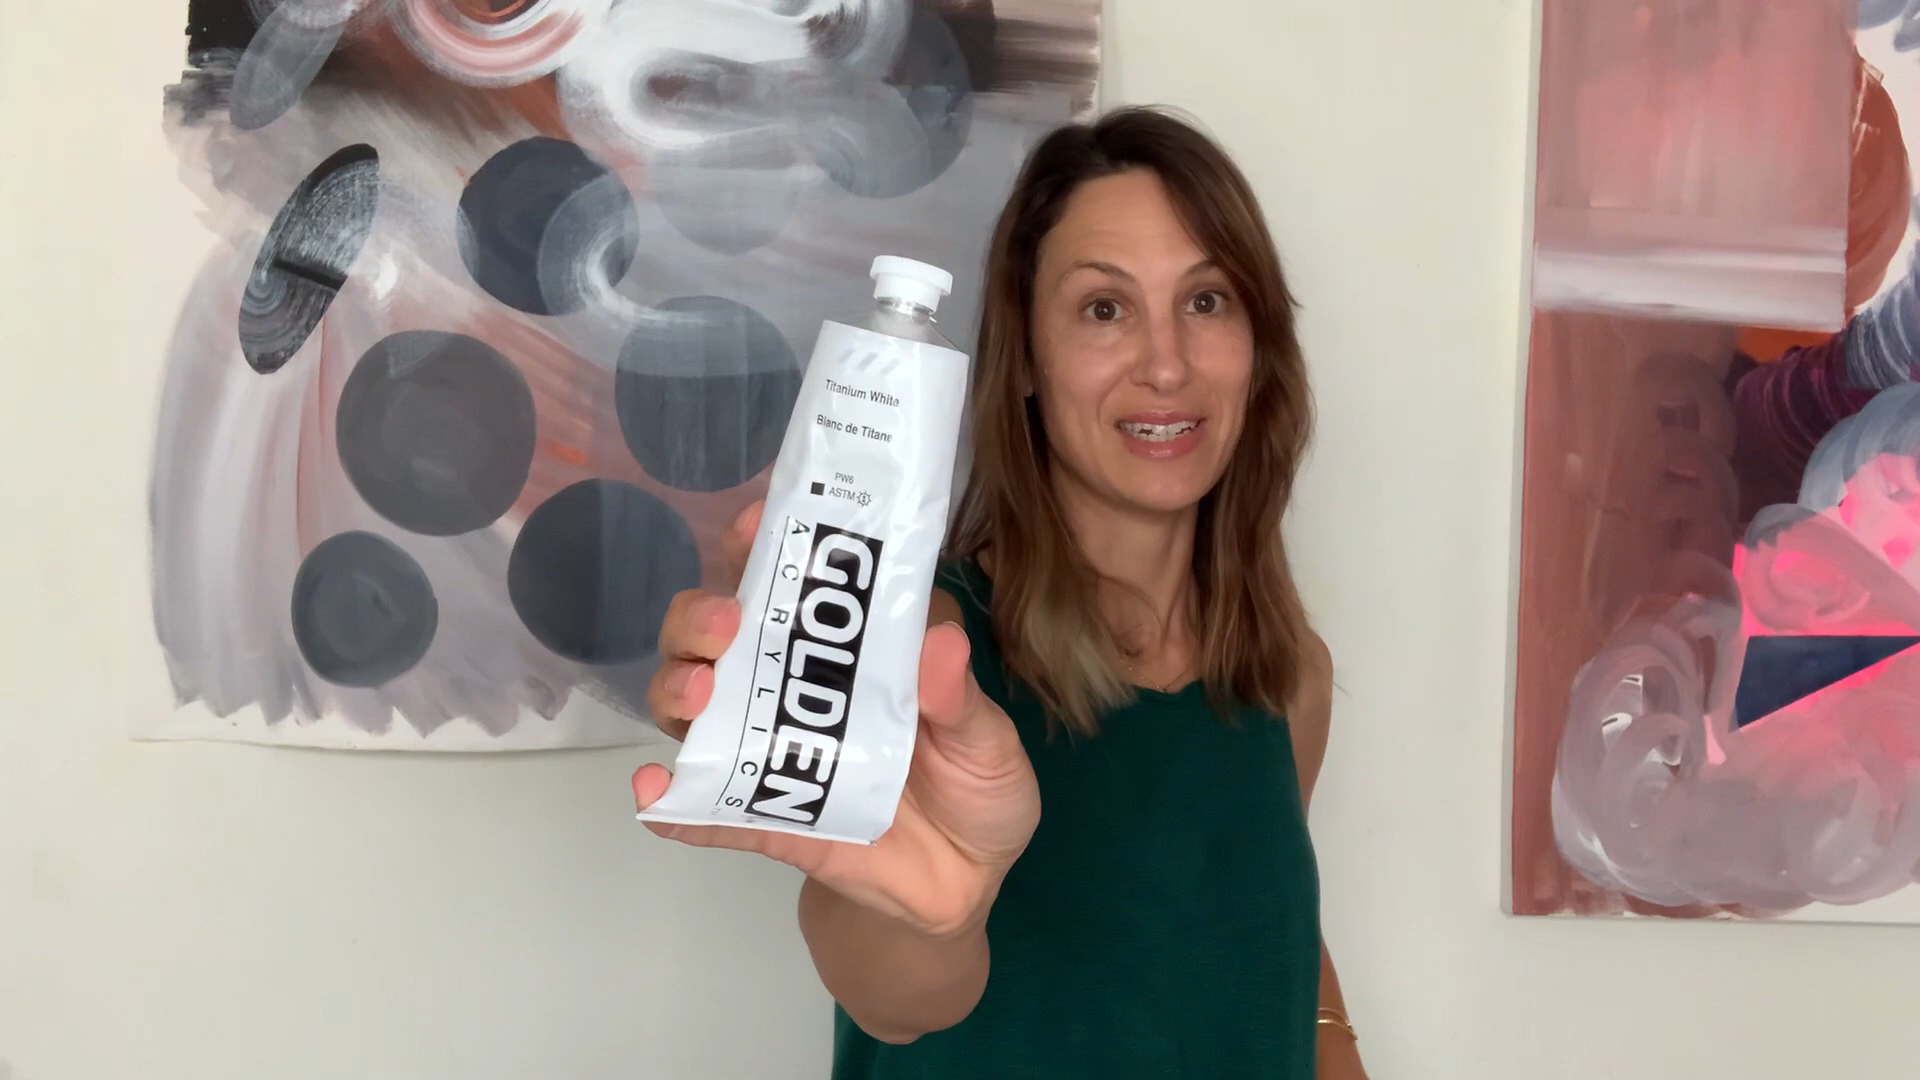 Titanium White
Blanc de Titane
PW6
ASTM I
GOLDEN
ACRYLICS